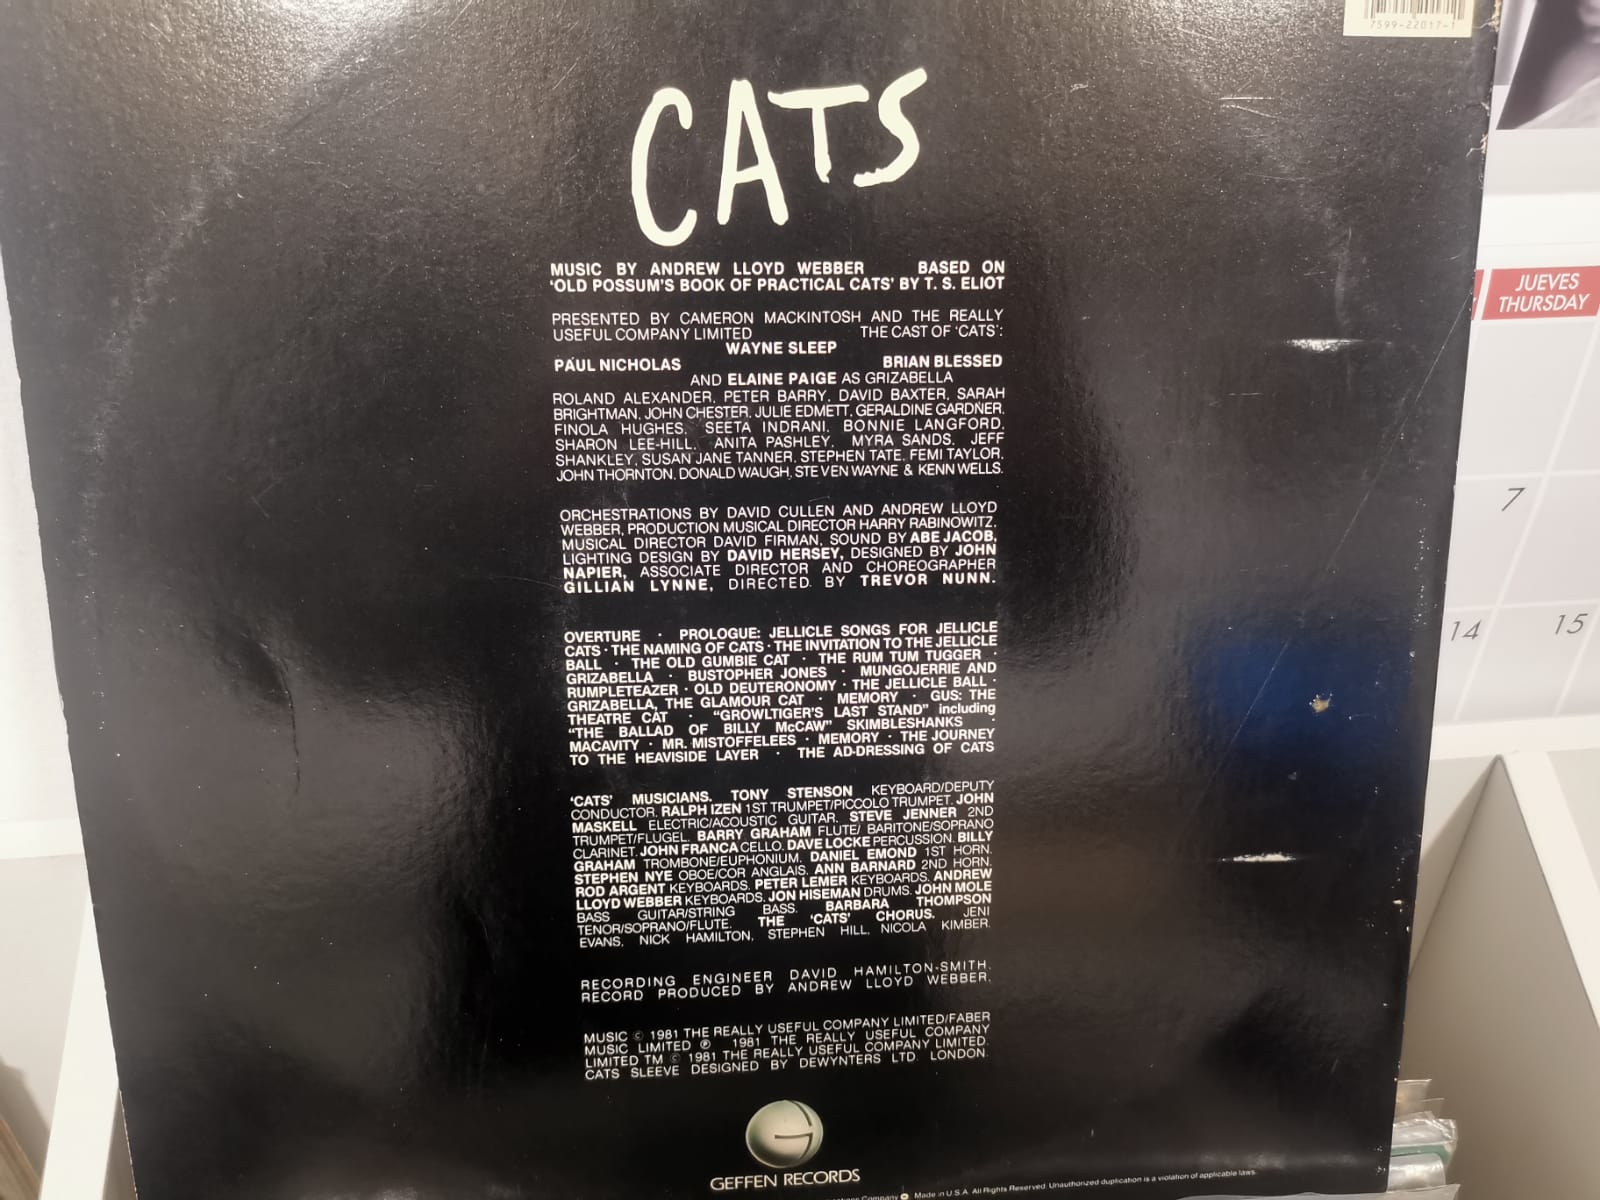 7599-22017-1
CATS
MUSIC BY ANDREW LLOYD WEBBER BASED ON
'OLD POSSUM'S BOOK OF PRACTICAL CATS' BY T. S. ELIOT
PRESENTED BY CAMERON MACKINTOSH AND THE REALLY
USEFUL COMPANY LIMITED THE CAST OF 'CATS':
WAYNE SLEEP
PAUL NICHOLAS BRIAN BLESSED
AND ELAINE PAIGE AS GRIZABELLA
ROLAND ALEXANDER, PETER BARRY, DAVID BAXTER, SARAH
BRIGHTMAN, JOHN CHESTER, JULIE EDMETT, GERALDINE GARDNER,
FINOLA HUGHES, SEETA INDRANI, BONNIE LANGFORD,
SHARON LEE-HILL, ANITA PASHLEY, MYRA SANDS, JEFF
SHANKLEY, SUSAN JANE TANNER, STEPHEN TATE, FEMI TAYLOR,
JOHN THORNTON, DONALD WAUGH, STEVEN WAYNE & KENN WELLS.
ORCHESTRATIONS BY DAVID CULLEN AND ANDREW LLOYD
WEBBER, PRODUCTION MUSICAL DIRECTOR HARRY RABINOWITZ,
MUSICAL DIRECTOR DAVID FIRMAN, SOUND BY ABE JACOB,
LIGHTING DESIGN BY DAVID HERSEY, DESIGNED BY JOHN
NAPIER, ASSOCIATE DIRECTOR AND CHOREOGRAPHER
GILLIAN LYNNE, DIRECTED BY TREVOR NUNN.
OVERTURE · PROLOGUE: JELLICLE SONGS FOR JELLICLE
CATS · THE NAMING OF CATS · THE INVITATION TO THE JELLICLE
BALL · THE OLD GUMBIE CAT · THE RUM TUM TUGGER ·
GRIZABELLA · BUSTOPHER JONES · MUNGOJERRIE AND
RUMPLETEAZER · OLD DEUTERONOMY · THE JELLICLE BALL ·
GRIZABELLA, THE GLAMOUR CAT · MEMORY · GUS: THE
THEATRE CAT · "GROWLTIGER'S LAST STAND" including
"THE BALLAD OF BILLY McCAW" SKIMBLESHANKS ·
MACAVITY · MR. MISTOFFELEES · MEMORY · THE JOURNEY
TO THE HEAVISIDE LAYER · THE AD-DRESSING OF CATS
'CATS' MUSICIANS. TONY STENSON KEYBOARD/DEPUTY
CONDUCTOR. RALPH IZEN 1ST TRUMPET/PICCOLO TRUMPET. JOHN
MASKELL ELECTRIC/ACOUSTIC GUITAR. STEVE JENNER 2ND
TRUMPET/FLUGEL. BARRY GRAHAM FLUTE/ BARITONE/SOPRANO
CLARINET. JOHN FRANCA CELLO. DAVE LOCKE PERCUSSION. BILLY
GRAHAM TROMBONE/EUPHONIUM. DANIEL EMOND 1ST HORN.
STEPHEN NYE OBOE/COR ANGLAIS. ANN BARNARD 2ND HORN.
ROD ARGENT KEYBOARDS. PETER LEMER KEYBOARDS. ANDREW
LLOYD WEBBER KEYBOARDS. JON HISEMAN DRUMS. JOHN MOLE
BASS GUITAR/STRING BASS. BARBARA THOMPSON
TENOR/SOPRANO/FLUTE. THE 'CATS' CHORUS. JENI
EVANS, NICK HAMILTON, STEPHEN HILL, NICOLA KIMBER.
RECORDING ENGINEER DAVID HAMILTON-SMITH.
RECORD PRODUCED BY ANDREW LLOYD WEBBER.
MUSIC © 1981 THE REALLY USEFUL COMPANY LIMITED/FABER
MUSIC LIMITED ℗ 1981 THE REALLY USEFUL COMPANY
LIMITED TM © 1981 THE REALLY USEFUL COMPANY LIMITED.
CATS SLEEVE DESIGNED BY DEWYNTERS LTD. LONDON.
GEFFEN RECORDS
Company Made in U.S.A. All Rights Reserved. Unauthorized duplication is a violation of applicable laws.
JUEVES
THURSDAY
7
14
15